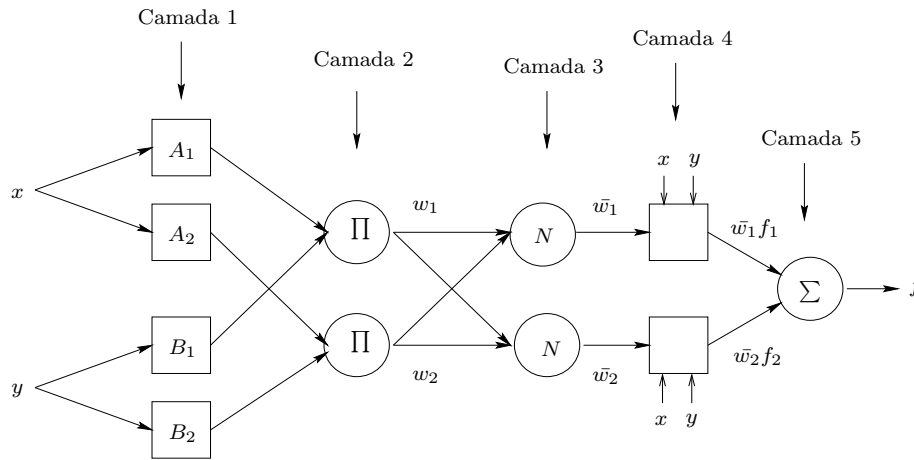 Camada 1
Camada 4
Camada 2
Camada 3
Camada 5
A₁
x y
x
w₁
w̄₁
w̄₁f₁
A₂
∏
N
∑
B₁
∏
N
w̄₂f₂
y
w₂
w̄₂
B₂
x y